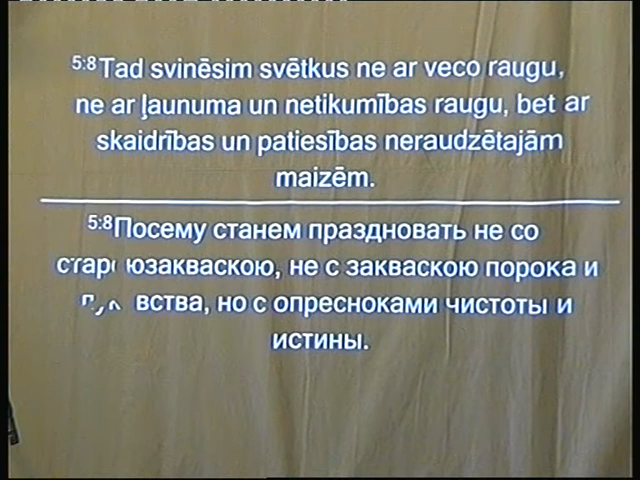 5:8Tad svinēsim svētkus ne ar veco raugu,
ne ar ļaunuma un netikumības raugu, bet ar
skaidrības un patiesības neraudzētajām
maizēm.
5:8Посему станем праздновать не со
закваскою, не с закваскою порока и
но с опресноками чистоты и
истины.